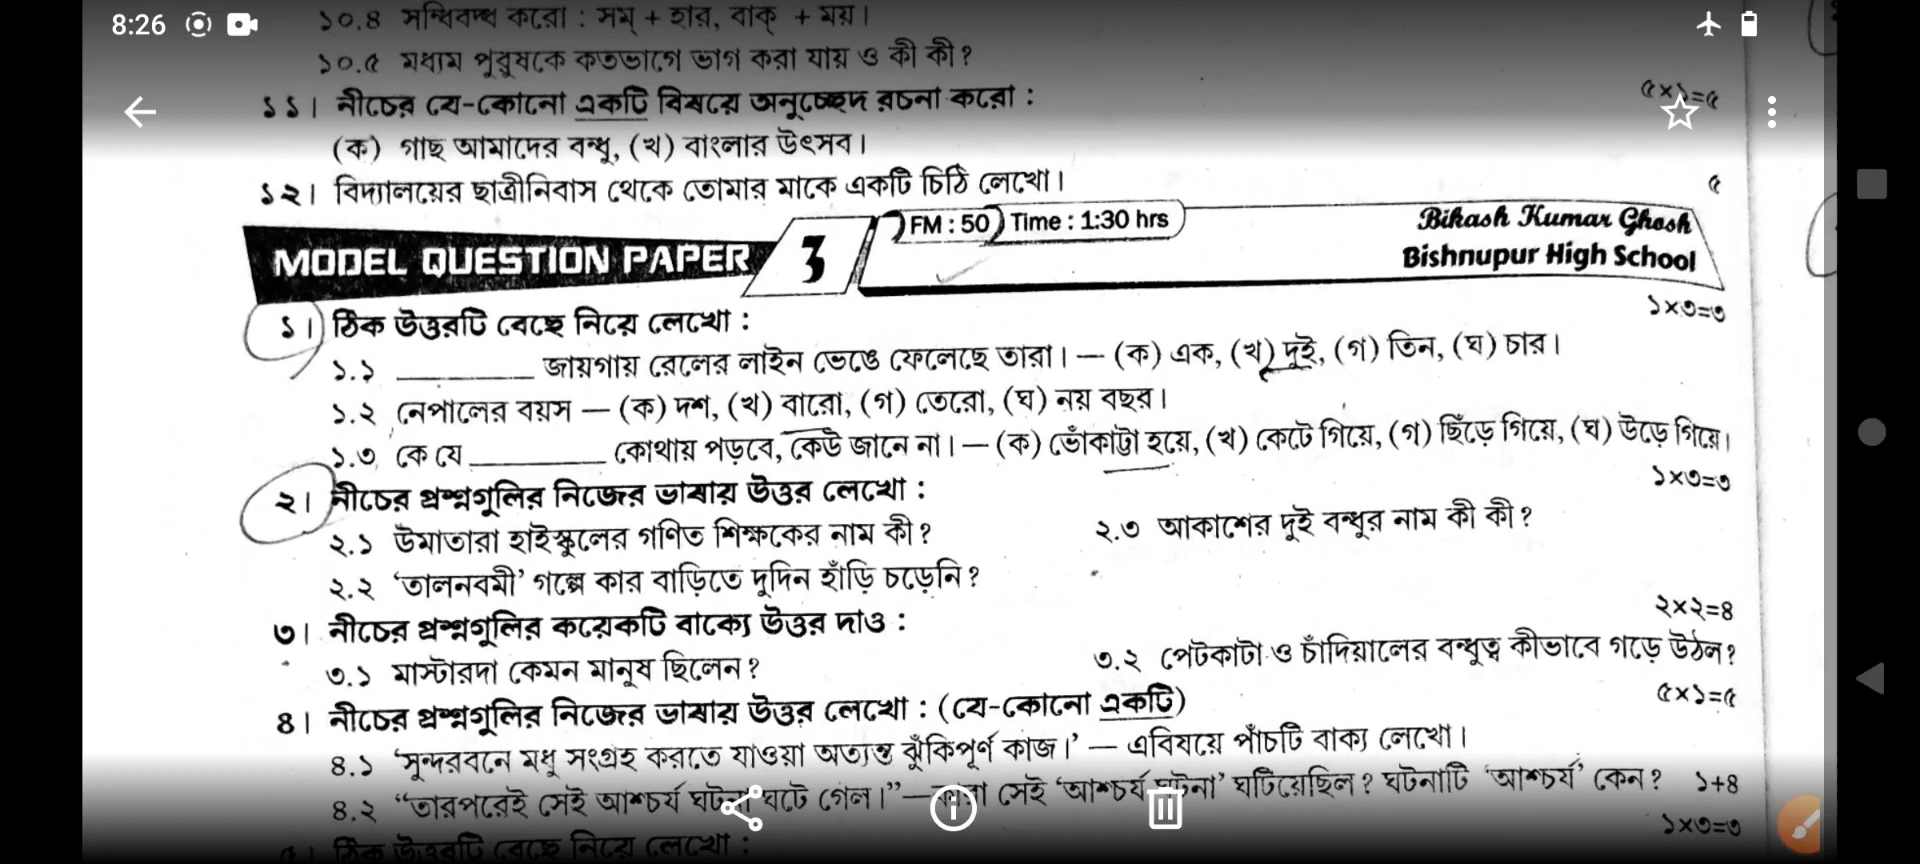 8:26
১০.৪ সন্ধিবদ্ধ করো : সম্ + হার, বাক্ + ময়।
১০.৫ মধ্যম পুরুষকে কতভাগে ভাগ করা যায় ও কী কী?
১১। নীচের যে-কোনো একটি বিষয়ে অনুচ্ছেদ রচনা করো : ৫×১=৫
(ক) গাছ আমাদের বন্ধু, (খ) বাংলার উৎসব।
১২। বিদ্যালয়ের ছাত্রীনিবাস থেকে তোমার মাকে একটি চিঠি লেখো। ৫
MODEL QUESTION PAPER 3 FM : 50 Time : 1:30 hrs Bikash Kumar Ghosh
Bishnupur High School
১। ঠিক উত্তরটি বেছে নিয়ে লেখো : ১×৩=৩
১.১ ________ জায়গায় রেলের লাইন ভেঙে ফেলেছে তারা। — (ক) এক, (খ) দুই, (গ) তিন, (ঘ) চার।
১.২ নেপালের বয়স — (ক) দশ, (খ) বারো, (গ) তেরো, (ঘ) নয় বছর।
১.৩ কে যে ________ কোথায় পড়বে, কেউ জানে না। — (ক) ভোঁকাট্টা হয়ে, (খ) কেটে গিয়ে, (গ) ছিঁড়ে গিয়ে, (ঘ) উড়ে গিয়ে।
২। নীচের প্রশ্নগুলির নিজের ভাষায় উত্তর লেখো : ১×৩=৩
২.১ উমাতারা হাইস্কুলের গণিত শিক্ষকের নাম কী? ২.৩ আকাশের দুই বন্ধুর নাম কী কী?
২.২ ‘তালনবমী’ গল্পে কার বাড়িতে দুদিন হাঁড়ি চড়েনি?
৩। নীচের প্রশ্নগুলির কয়েকটি বাক্যে উত্তর দাও : ২×২=৪
৩.১ মাস্টারদা কেমন মানুষ ছিলেন? ৩.২ পেটকাটা ও চাঁদিয়ালের বন্ধুত্ব কীভাবে গড়ে উঠল?
৪। নীচের প্রশ্নগুলির নিজের ভাষায় উত্তর লেখো : (যে-কোনো একটি) ৫×১=৫
৪.১ ‘সুন্দরবনে মধু সংগ্রহ করতে যাওয়া অত্যন্ত ঝুঁকিপূর্ণ কাজ।’ — এবিষয়ে পাঁচটি বাক্য লেখো।
৪.২ “তারপরেই সেই আশ্চর্য ঘটনা ঘটে গেল।”— কারা সেই ‘আশ্চর্য ঘটনা’ ঘটিয়েছিল? ঘটনাটি ‘আশ্চর্য’ কেন? ১+৪
৫। ঠিক উত্তরটি বেছে নিয়ে লেখো : ১×৩=৩